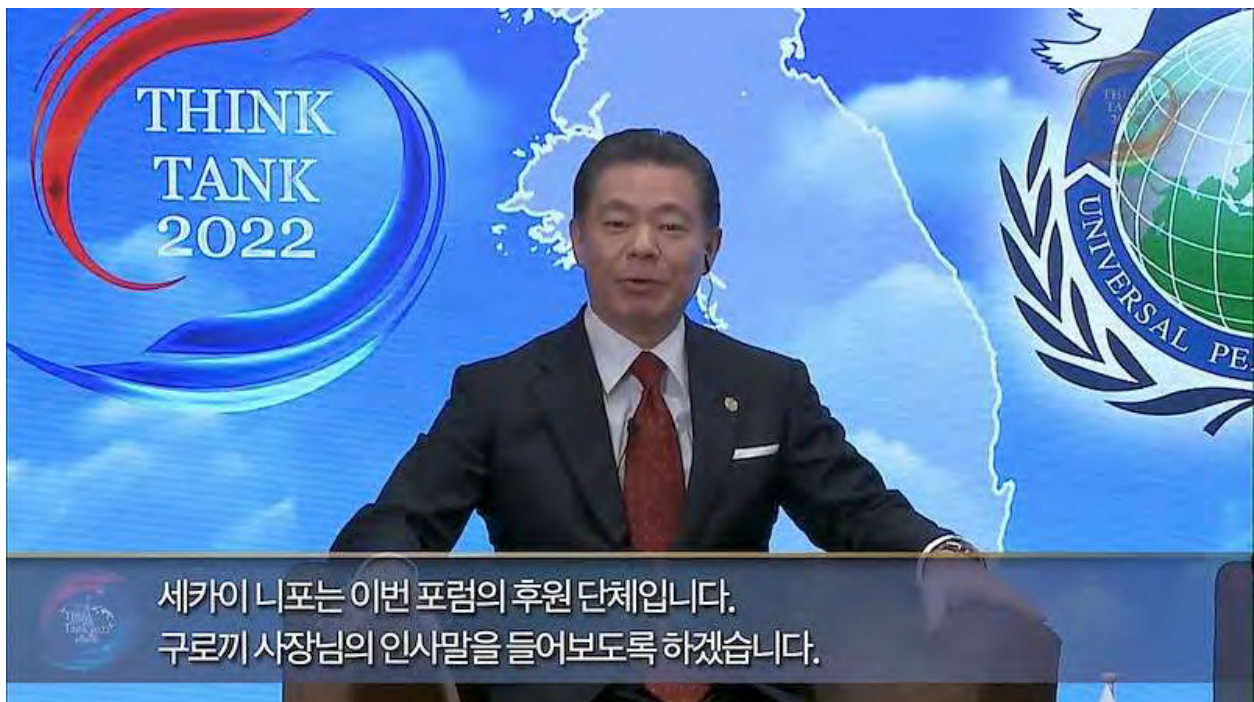 THINK
TANK
2022
UNIVERSAL PE
세카이 니포는 이번 포럼의 후원 단체입니다.
구로끼 사장님의 인사말을 들어보도록 하겠습니다.